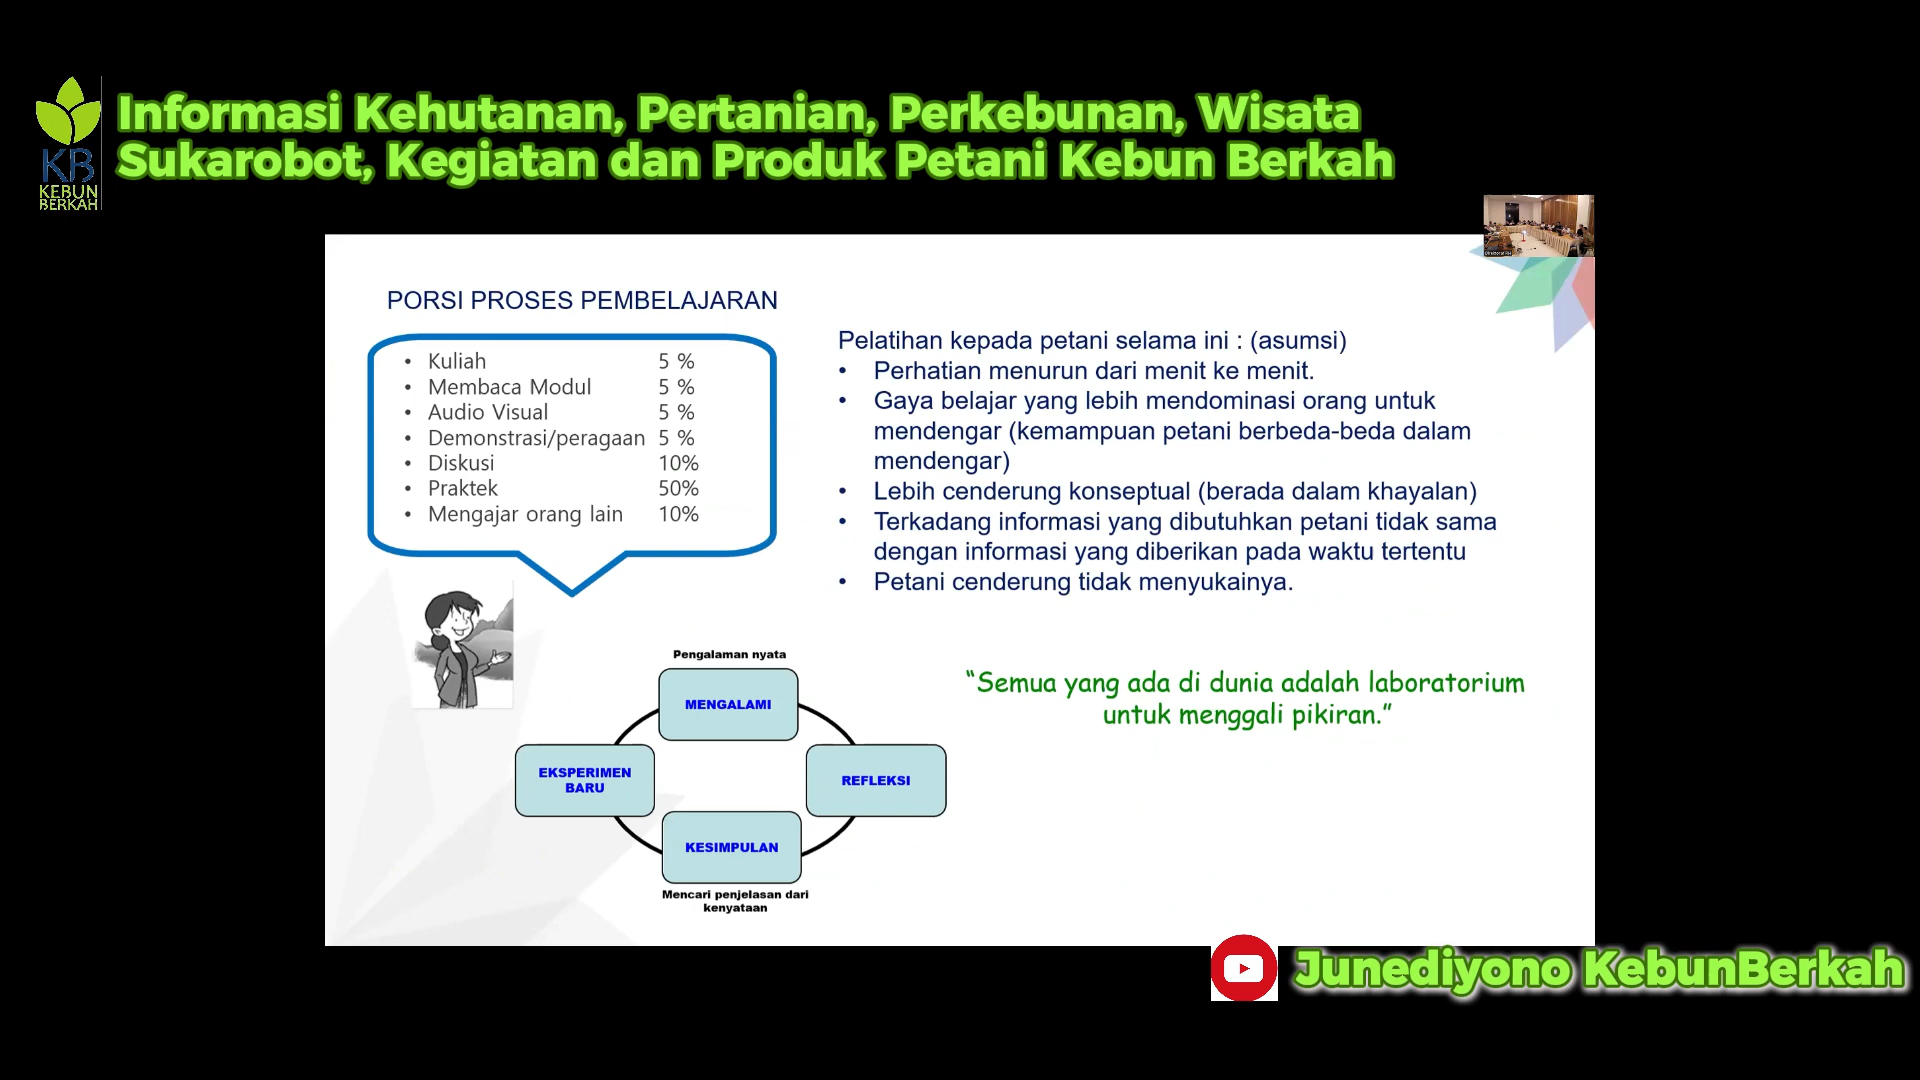 Informasi Kehutanan, Pertanian, Perkebunan, Wisata
Sukarobot, Kegiatan dan Produk Petani Kebun Berkah
KB
KEBUN
BERKAH
PORSI PROSES PEMBELAJARAN
• Kuliah 5 %
• Membaca Modul 5 %
• Audio Visual 5 %
• Demonstrasi/peragaan 5 %
• Diskusi 10%
• Praktek 50%
• Mengajar orang lain 10%
Pelatihan kepada petani selama ini : (asumsi)
• Perhatian menurun dari menit ke menit.
• Gaya belajar yang lebih mendominasi orang untuk
mendengar (kemampuan petani berbeda-beda dalam
mendengar)
• Lebih cenderung konseptual (berada dalam khayalan)
• Terkadang informasi yang dibutuhkan petani tidak sama
dengan informasi yang diberikan pada waktu tertentu
• Petani cenderung tidak menyukainya.
Pengalaman nyata
MENGALAMI
EKSPERIMEN
BARU
REFLEKSI
KESIMPULAN
Mencari penjelasan dari
kenyataan
“Semua yang ada di dunia adalah laboratorium
untuk menggali pikiran.”
Junediyono KebunBerkah